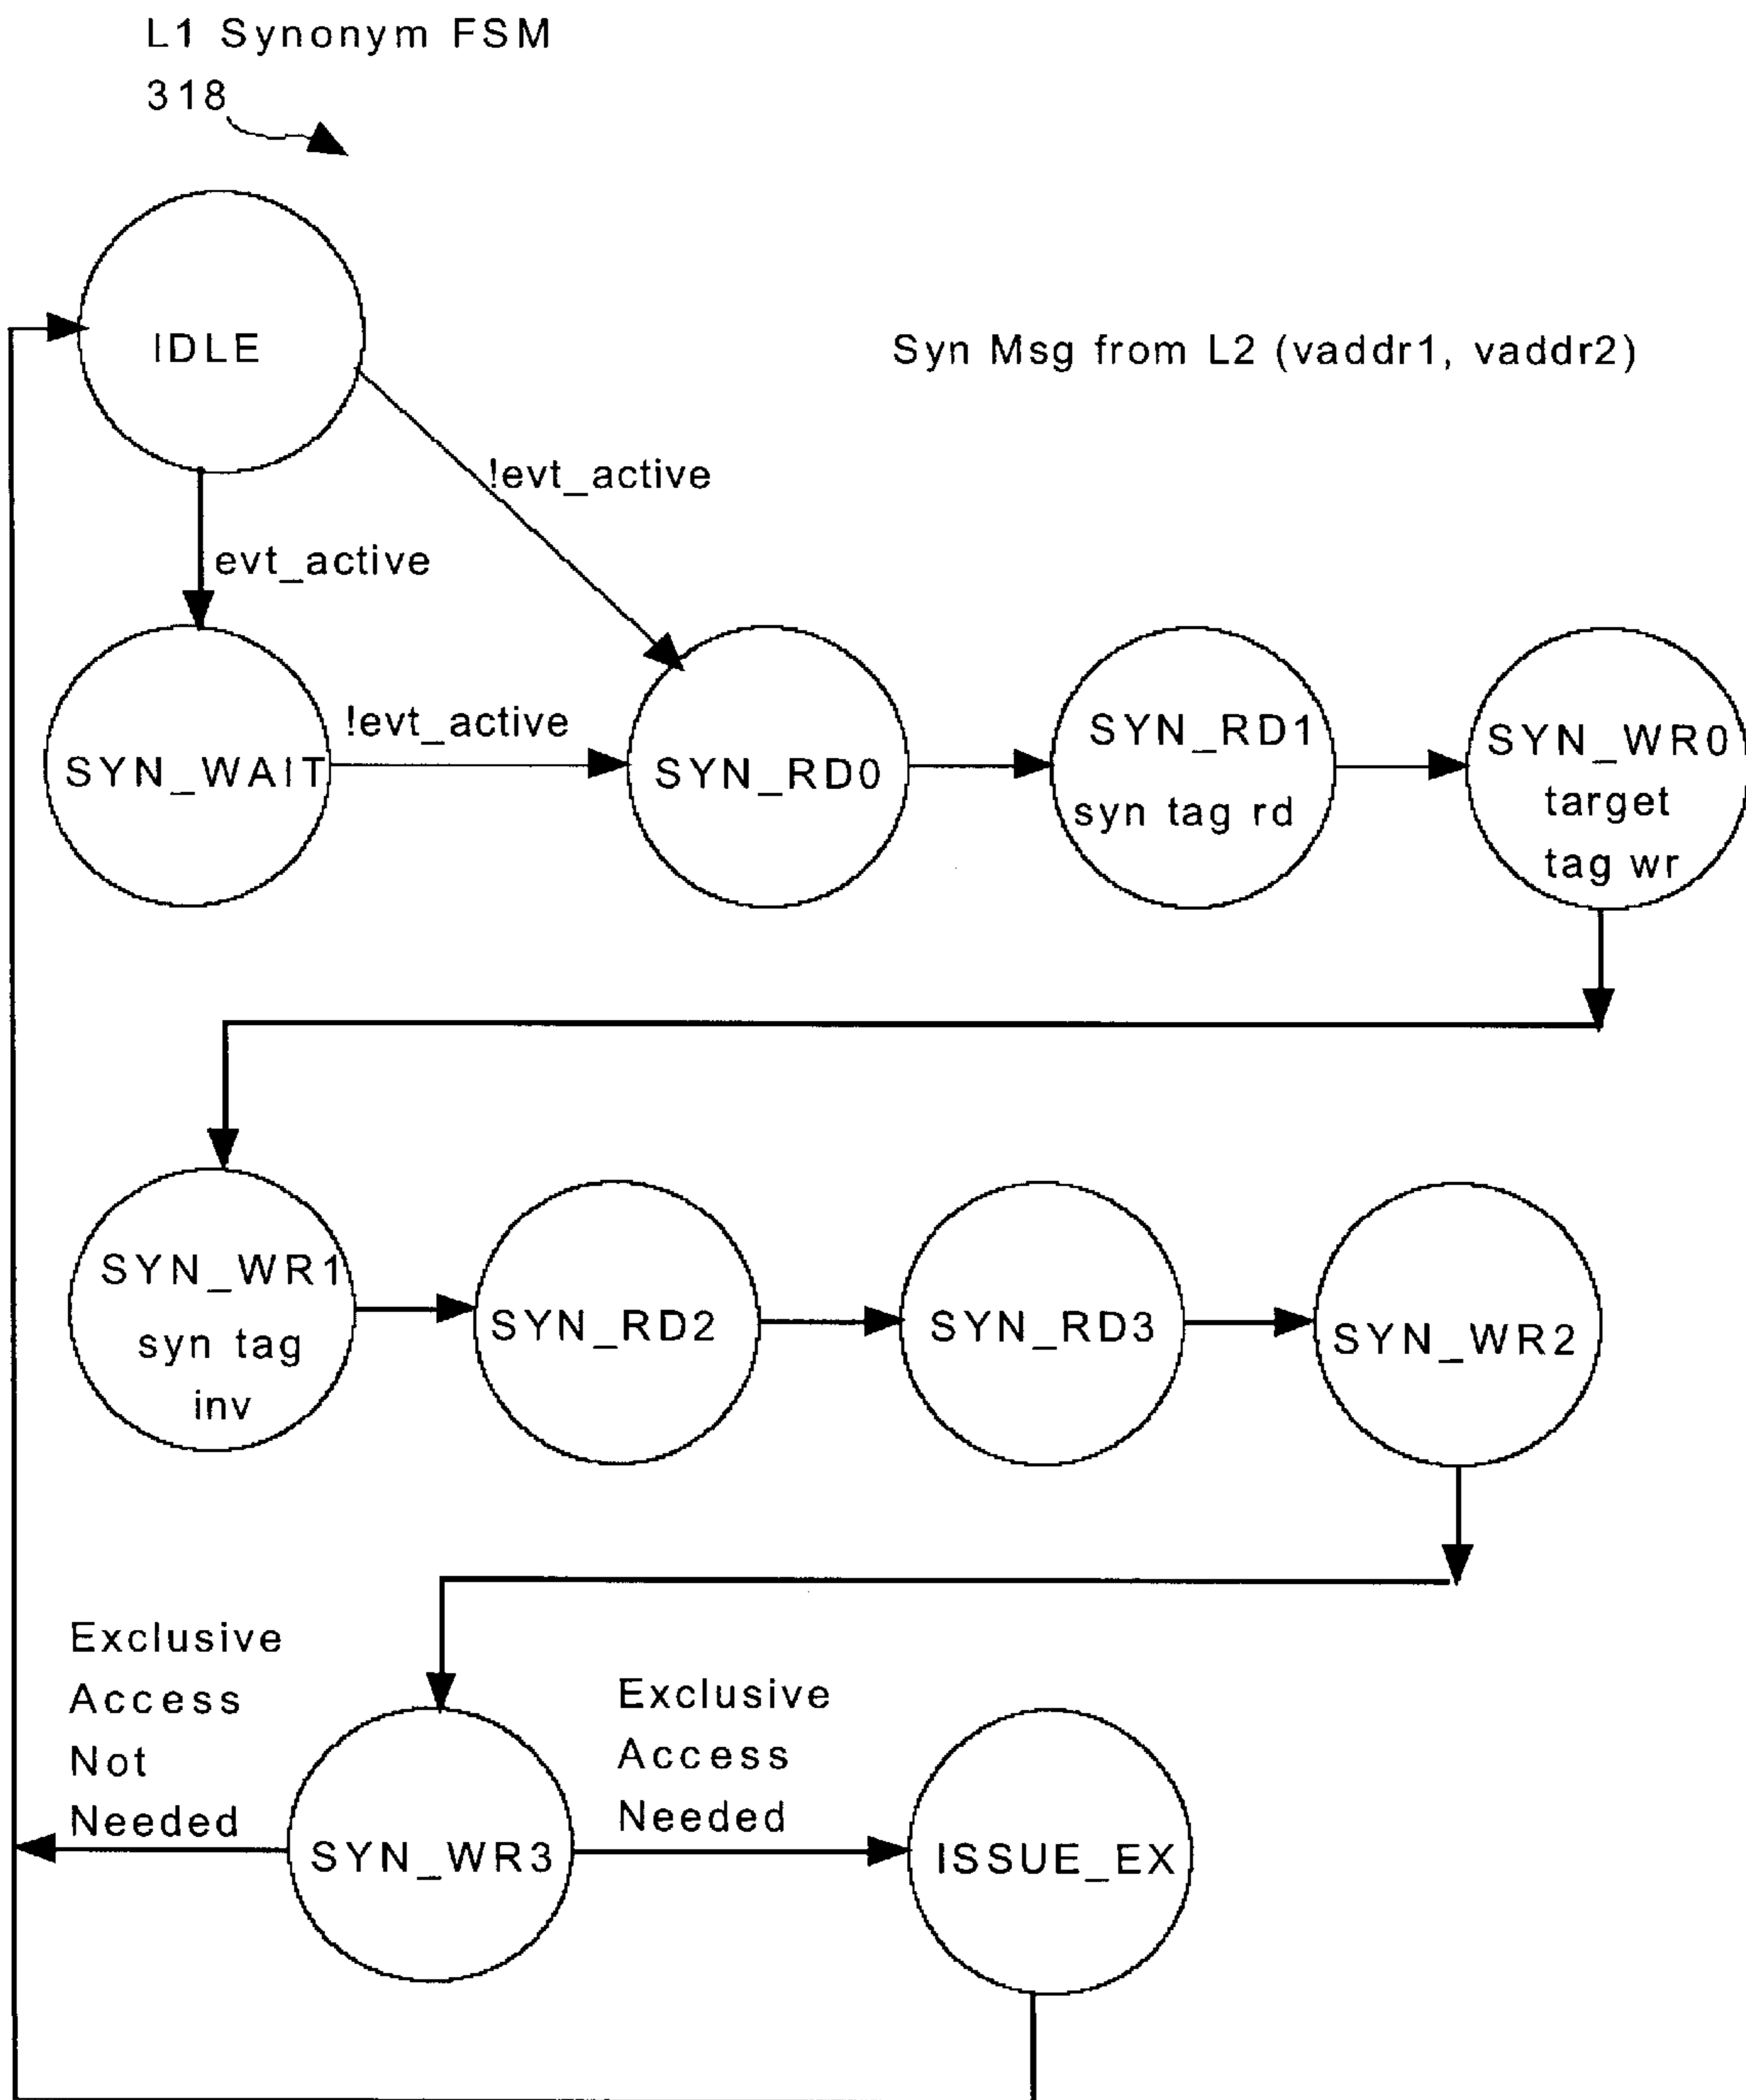 L1 Synonym FSM
318
IDLE
Syn Msg from L2 (vaddr1, vaddr2)
!evt_active
evt_active
SYN_WAIT
!evt_active
SYN_RD0
SYN_RD1
syn tag rd
SYN_WR0
target
tag wr
SYN_WR1
syn tag
inv
SYN_RD2
SYN_RD3
SYN_WR2
Exclusive
Access
Not
Needed
SYN_WR3
Exclusive
Access
Needed
ISSUE_EX